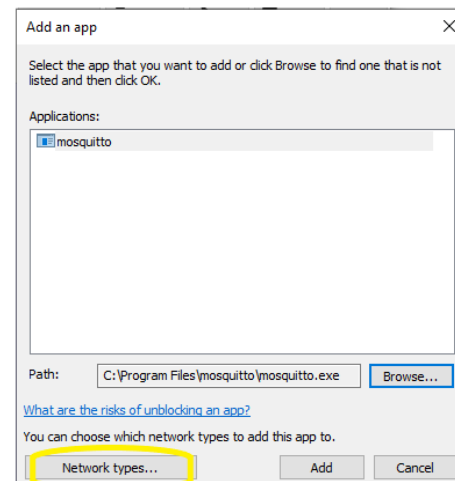 Add an app
Select the app that you want to add or click Browse to find one that is not
listed and then click OK.
Applications:
mosquitto
Path: C:\Program Files\mosquitto\mosquitto.exe Browse...
What are the risks of unblocking an app?
You can choose which network types to add this app to.
Network types... Add Cancel